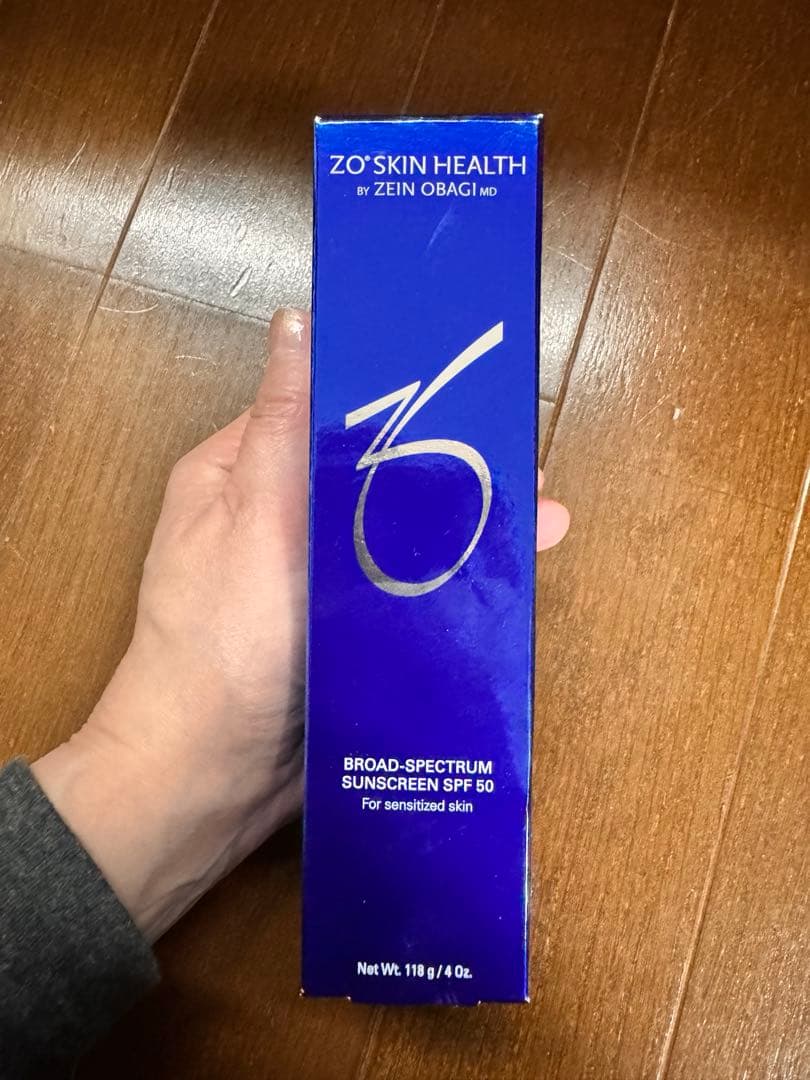 ZO® SKIN HEALTH
BY ZEIN OBAGI MD
BROAD-SPECTRUM
SUNSCREEN SPF 50
For sensitized skin
Net Wt. 118 g / 4 Oz.